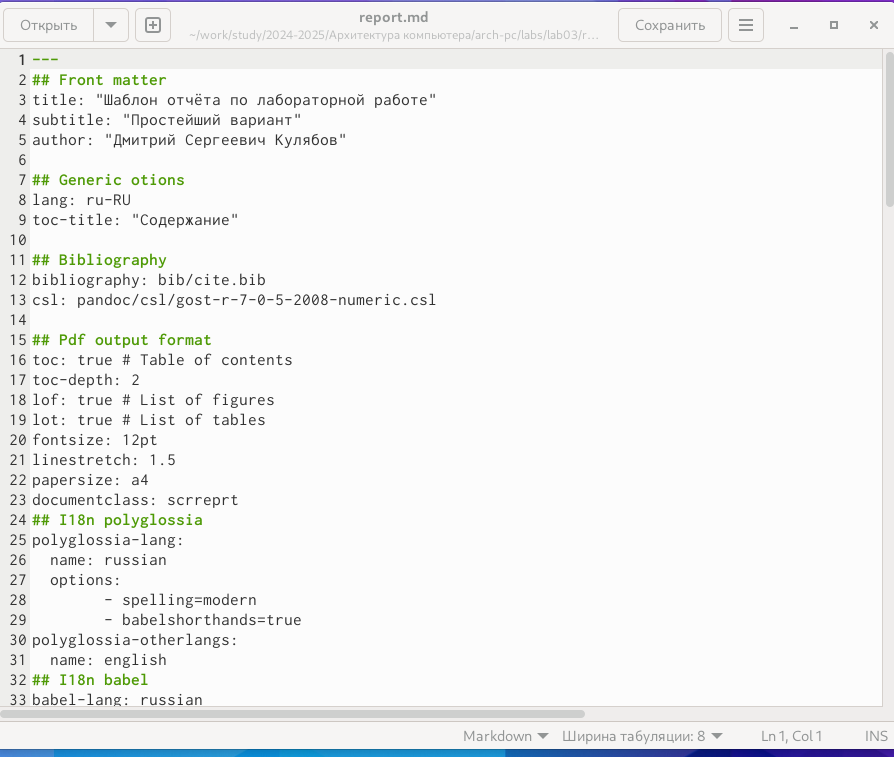 Открыть
report.md
~/work/study/2024-2025/Архитектура компьютера/arch-pc/labs/lab03/r…
Сохранить
1 ---
2 ## Front matter
3 title: "Шаблон отчёта по лабораторной работе"
4 subtitle: "Простейший вариант"
5 author: "Дмитрий Сергеевич Кулябов"
6
7 ## Generic otions
8 lang: ru-RU
9 toc-title: "Содержание"
10
11 ## Bibliography
12 bibliography: bib/cite.bib
13 csl: pandoc/csl/gost-r-7-0-5-2008-numeric.csl
14
15 ## Pdf output format
16 toc: true # Table of contents
17 toc-depth: 2
18 lof: true # List of figures
19 lot: true # List of tables
20 fontsize: 12pt
21 linestretch: 1.5
22 papersize: a4
23 documentclass: scrreprt
24 ## I18n polyglossia
25 polyglossia-lang:
26   name: russian
27   options:
28         - spelling=modern
29         - babelshorthands=true
30 polyglossia-otherlangs:
31   name: english
32 ## I18n babel
33 babel-lang: russian
Markdown Ширина табуляции: 8 Ln 1, Col 1 INS